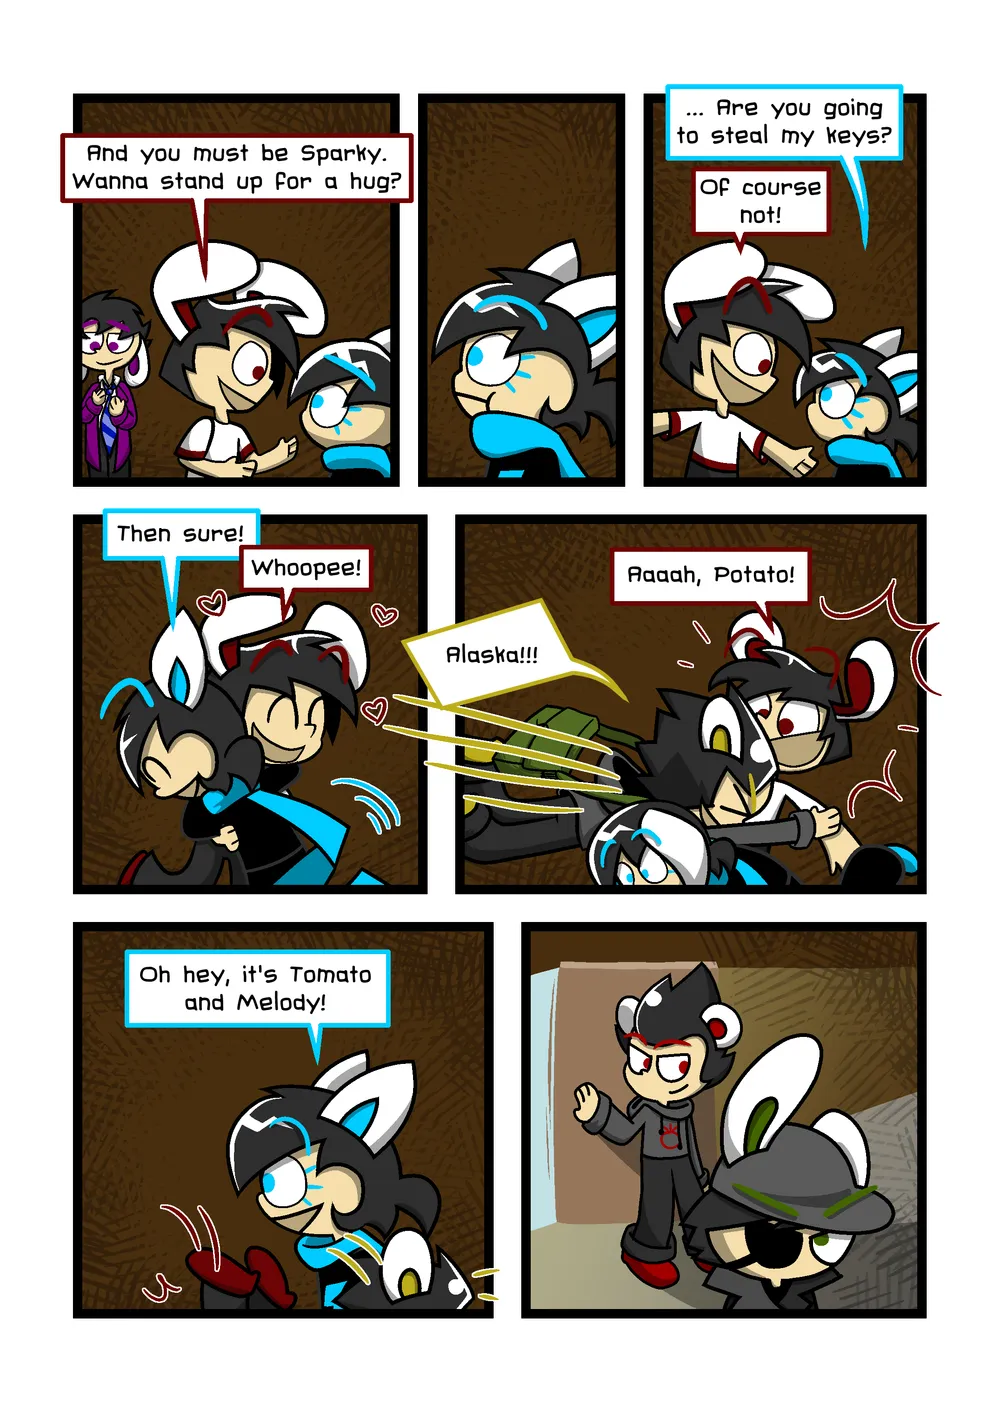 And you must be Sparky.
Wanna stand up for a hug?
... Are you going
to steal my keys?
Of course
not!
Then sure!
Whoopee!
Alaska!!!
Aaaah, Potato!
Oh hey, it's Tomato
and Melody!